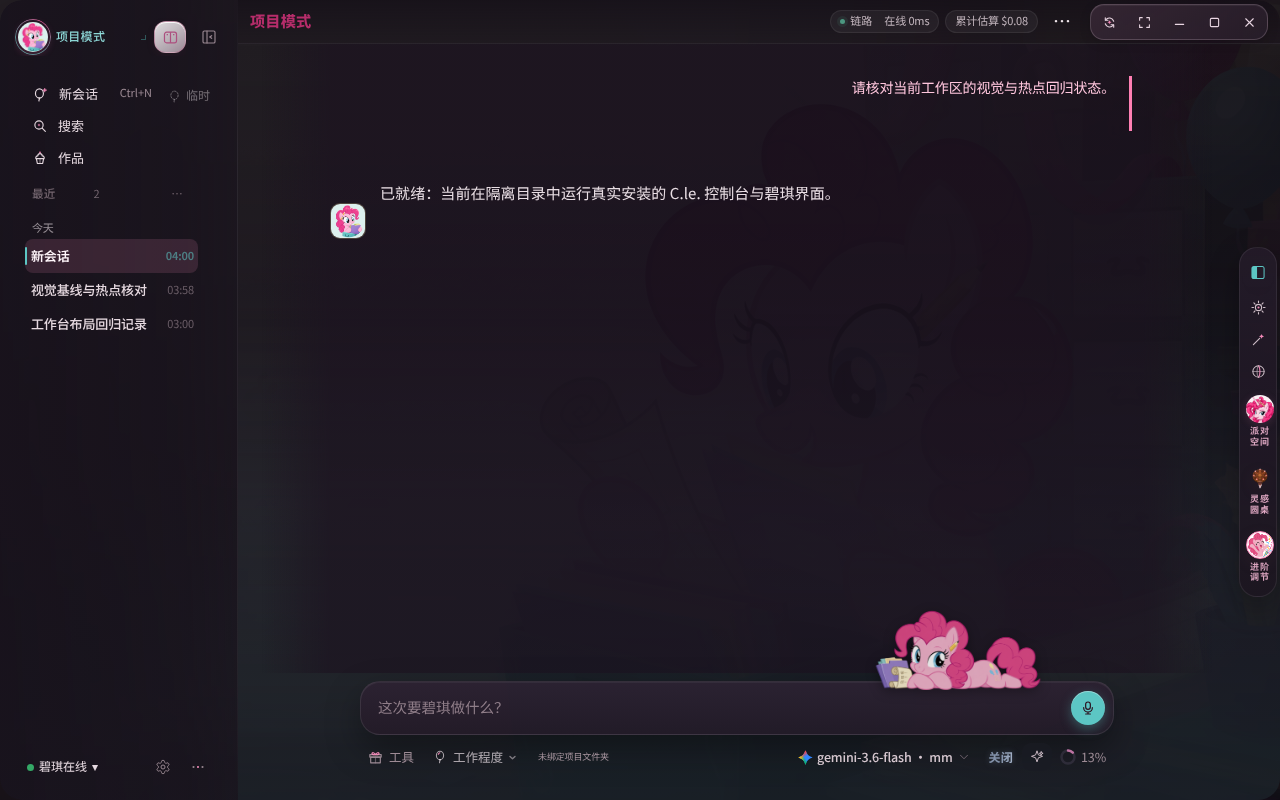 项目模式
新会话
Ctrl+N
临时
搜索
作品
最近
2
今天
新会话
04:00
视觉基线与热点核对
03:58
工作台布局回归记录
03:00
碧琪在线 ▾
项目模式
链路 在线 0ms
累计估算 $0.08
请核对当前工作区的视觉与热点回归状态。
已就绪：当前在隔离目录中运行真实安装的 C.le. 控制台与碧琪界面。
这次要碧琪做什么？
工具
工作程度
未绑定项目文件夹
gemini-3.6-flash • mm
关闭
13%
派对
空间
灵感
圆桌
进阶
调节